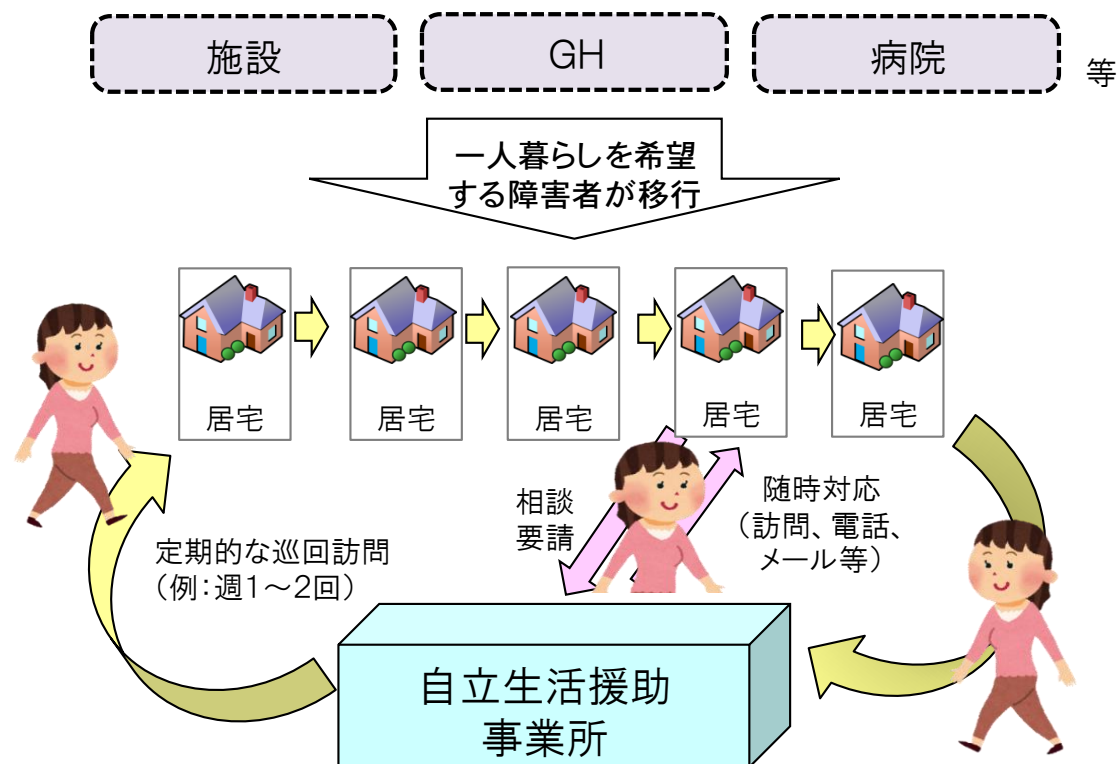 施設
GH
病院
等
一人暮らしを希望
する障害者が移行
居宅
居宅
居宅
居宅
居宅
定期的な巡回訪問
(例:週1~2回)
相談
要請
随時対応
(訪問、電話、
メール等)
自立生活援助
事業所